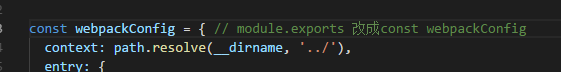 const webpackConfig = { // module.exports 改成const webpackConfig
context: path.resolve(__dirname, '../'),
entry: {